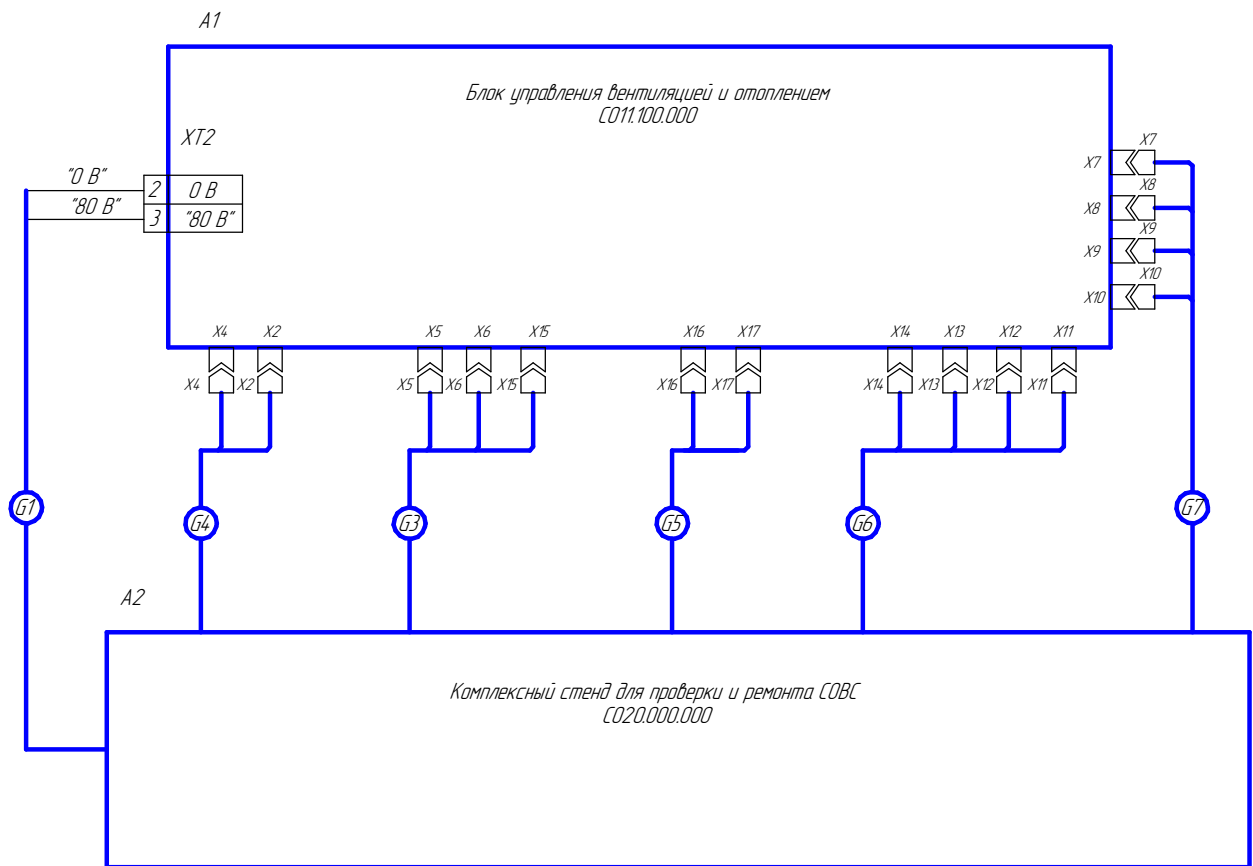 A1
Блок управления вентиляцией и отоплением
СО11.100.000
XT2
"0 В"
2 0 В
"80 В"
3 "80 В"
X7 X7
X8
X8
X9
X9
X10
X10
X4 X2 X5 X6 X15 X16 X17 X14 X13 X12 X11
X4 X2 X5 X6 X15 X16 X17 X14 X13 X12 X11
G1 G4 G3 G5 G6 G7
A2
Комплексный стенд для проверки и ремонта СОВС
СО20.000.000